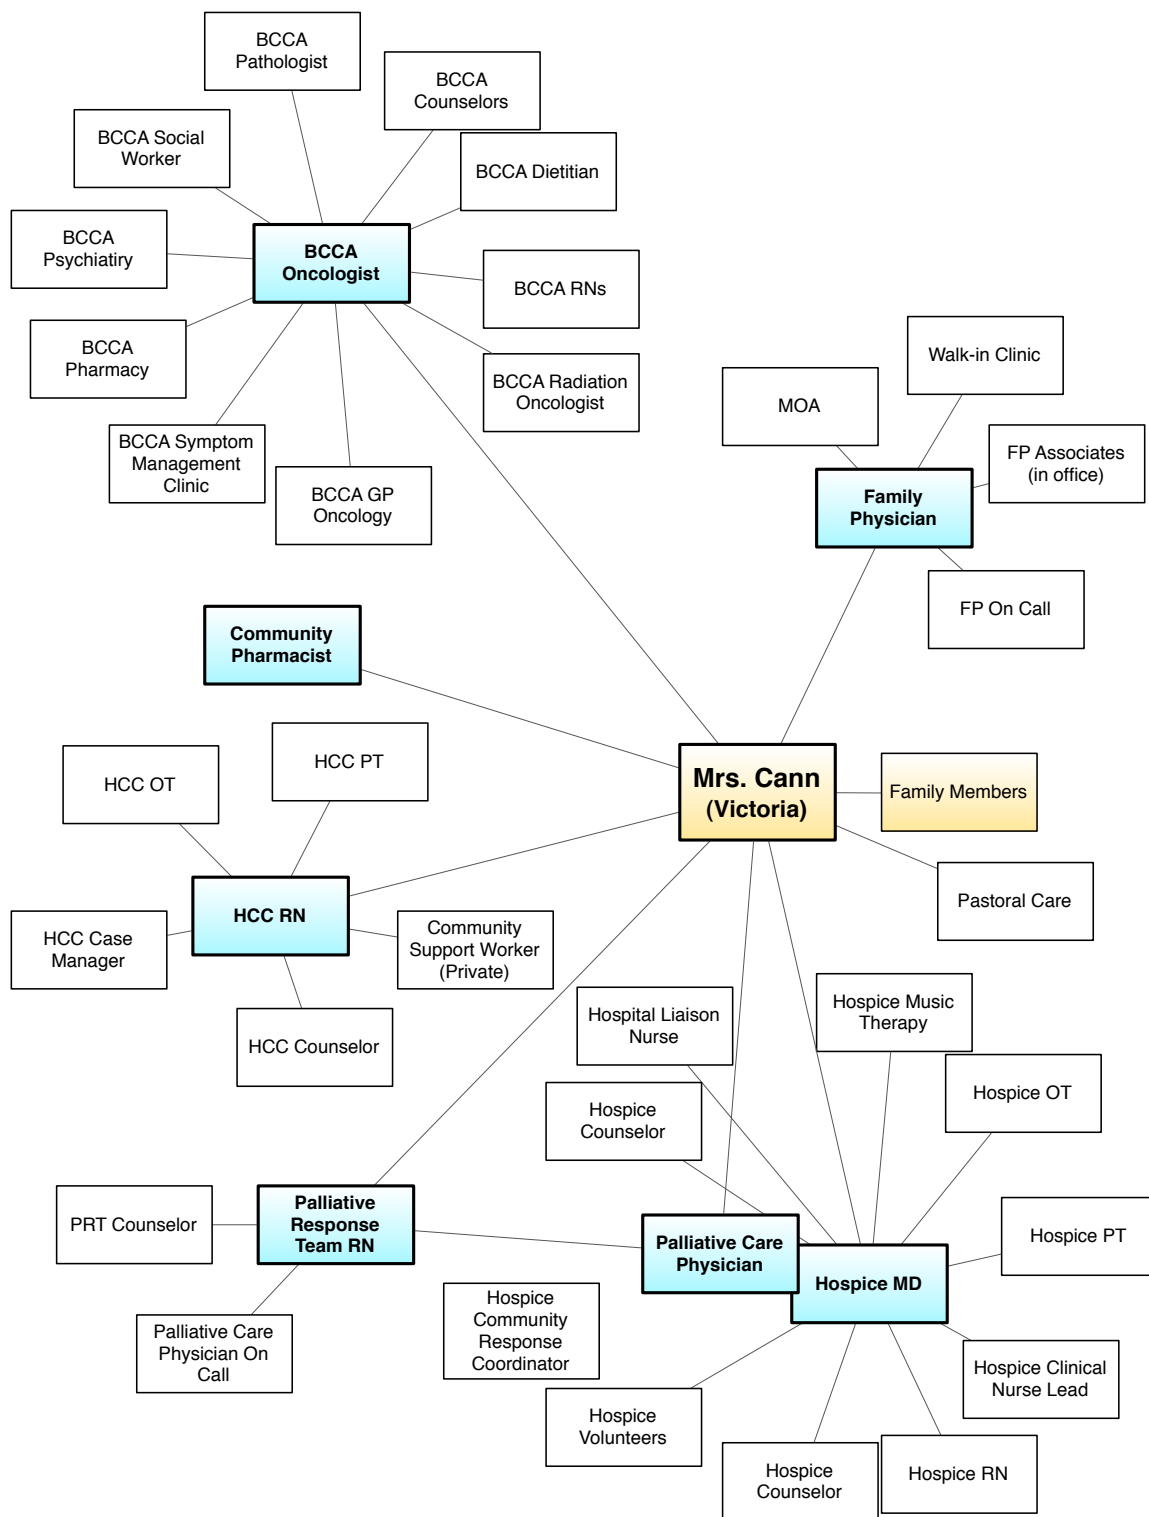 BCCA
Pathologist
BCCA
Counselors
BCCA Social
Worker
BCCA Dietitian
BCCA
Psychiatry
BCCA
Oncologist
BCCA RNs
BCCA
Pharmacy
BCCA Radiation
Oncologist
BCCA Symptom
Management
Clinic
BCCA GP
Oncology
Walk-in Clinic
MOA
FP Associates
(in office)
Family
Physician
FP On Call
Community
Pharmacist
HCC PT
HCC OT
Mrs. Cann
(Victoria)
Family Members
Pastoral Care
HCC RN
HCC Case
Manager
Community
Support Worker
(Private)
HCC Counselor
Hospital Liaison
Nurse
Hospice Music
Therapy
Hospice
Counselor
Hospice OT
PRT Counselor
Palliative
Response
Team RN
Palliative Care
Physician
Hospice MD
Hospice PT
Palliative Care
Physician On
Call
Hospice
Community
Response
Coordinator
Hospice Clinical
Nurse Lead
Hospice
Volunteers
Hospice
Counselor
Hospice RN